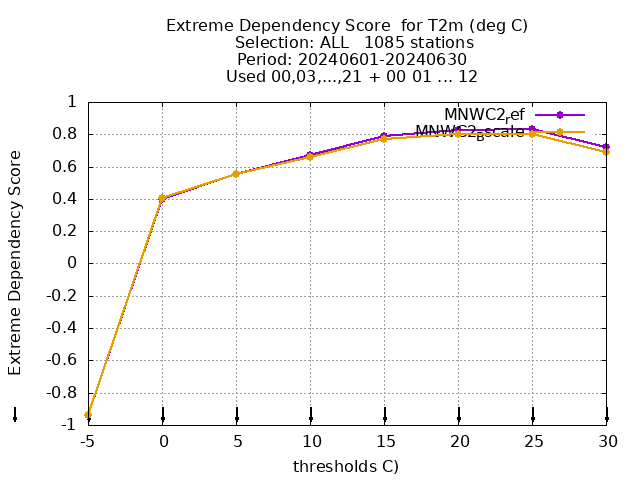 Extreme Dependency Score  for T2m (deg C)
Selection: ALL   1085 stations
Period: 20240601-20240630
Used 00,03,...,21 + 00 01 ... 12
MNWC2ref
MNWC2Bscale
Extreme Dependency Score
1
0.8
0.6
0.4
0.2
0
-0.2
-0.4
-0.6
-0.8
-1
-5 0 5 10 15 20 25 30
thresholds C)